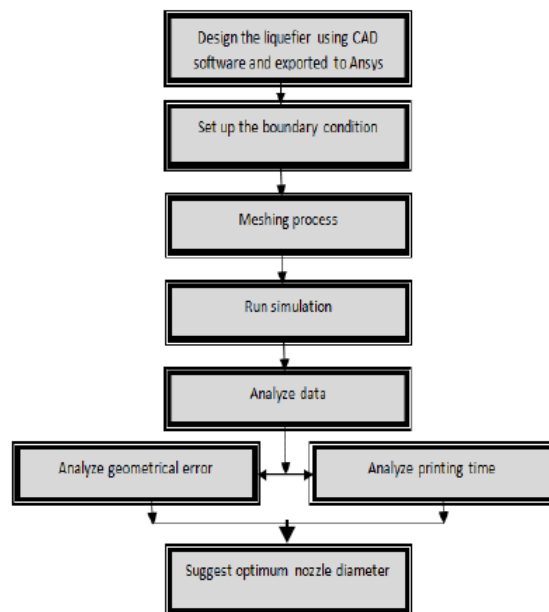 Design the liquefier using CAD
software and exported to Ansys
Set up the boundary condition
Meshing process
Run simulation
Analyze data
Analyze geometrical error
Analyze printing time
Suggest optimum nozzle diameter